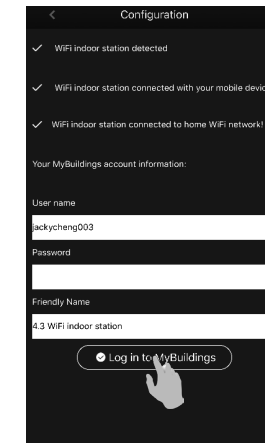 Configuration
WiFi indoor station detected
WiFi indoor station connected with your mobile devic
WiFi indoor station connected to home WiFi network!
Your MyBuildings account information:
User name
jackycheng003
Password
Friendly Name
4.3 WiFi indoor station
Log in to MyBuildings